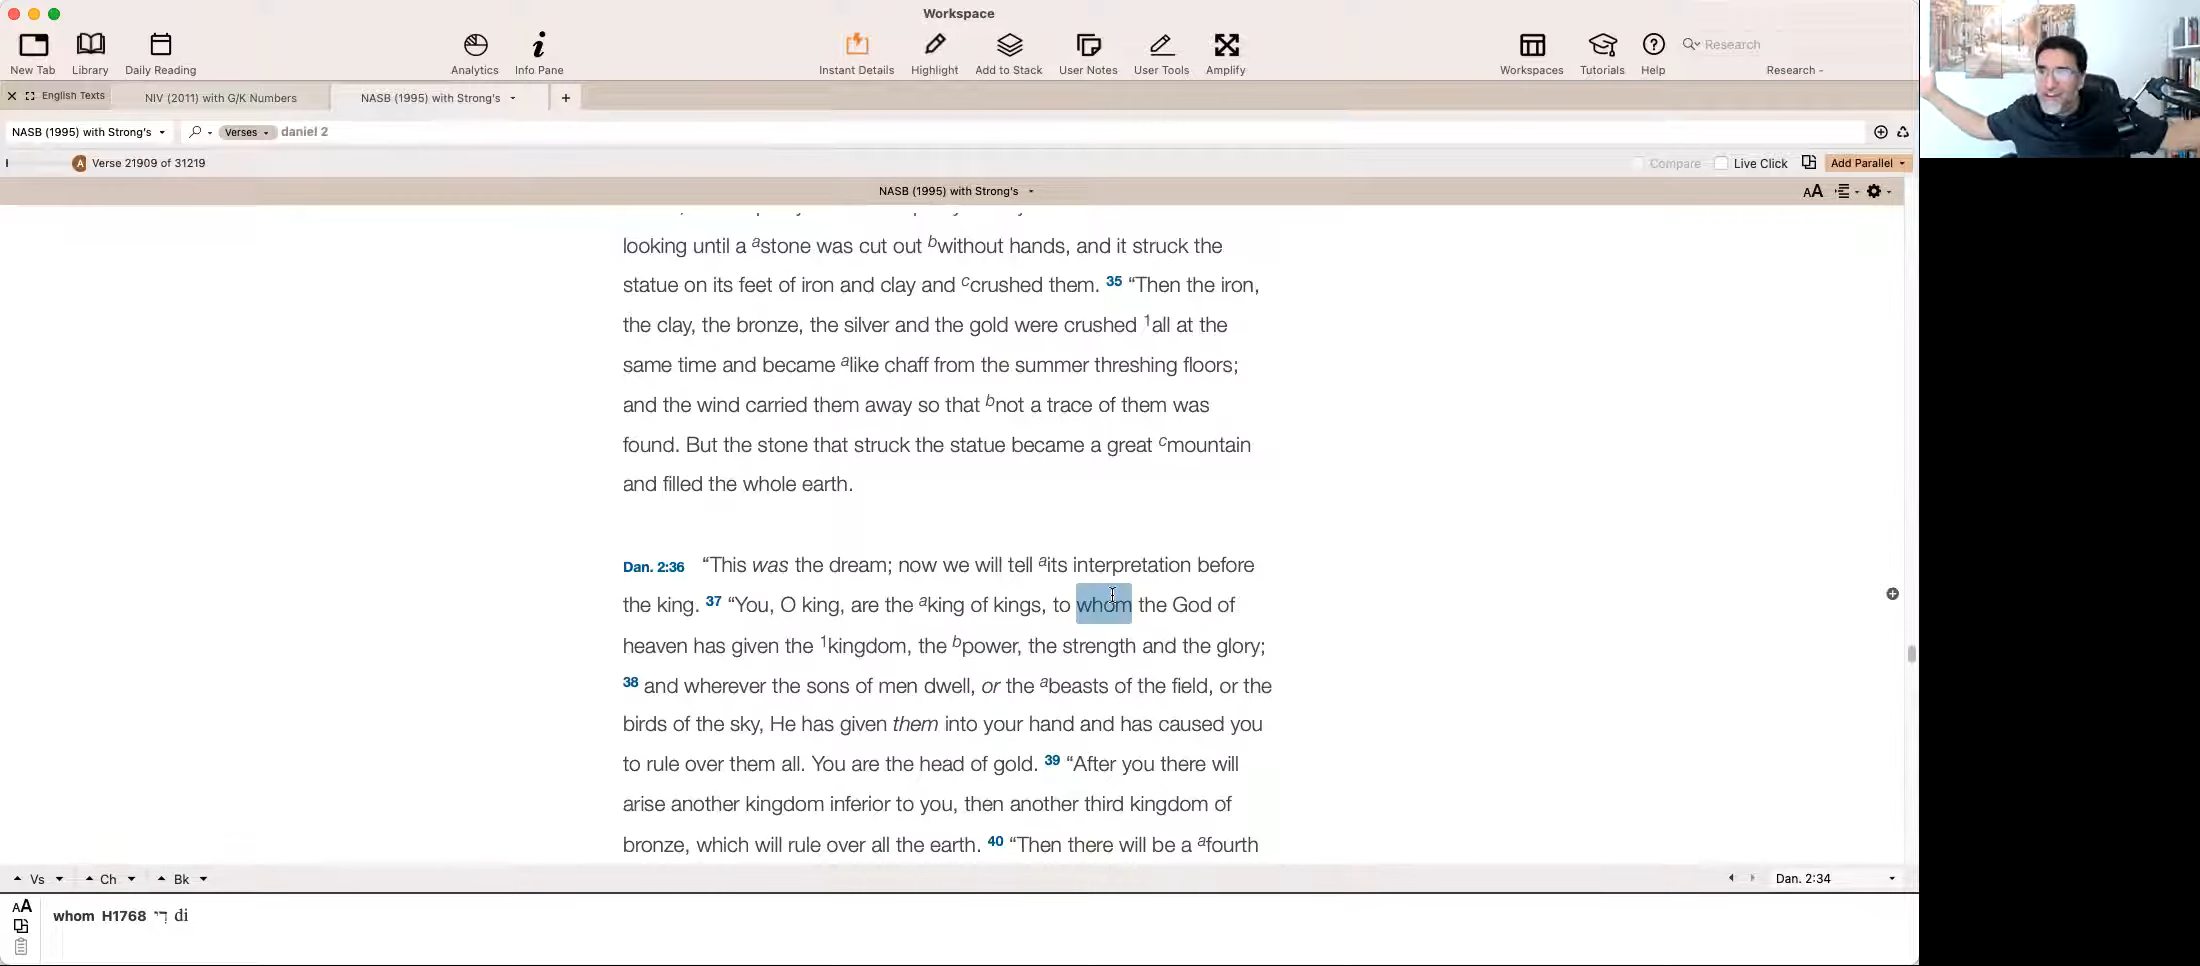 Workspace
New Tab Library Daily Reading Analytics Info Pane Instant Details Highlight Add to Stack User Notes User Tools Amplify Workspaces Tutorials Help Research
Research
English Texts NIV (2011) with G/K Numbers NASB (1995) with Strong's +
NASB (1995) with Strong's Verses daniel 2
A Verse 21909 of 31219 Compare Live Click Add Parallel
NASB (1995) with Strong's AA
looking until a astone was cut out bwithout hands, and it struck the
statue on its feet of iron and clay and ccrushed them. 35 “Then the iron,
the clay, the bronze, the silver and the gold were crushed 1all at the
same time and became alike chaff from the summer threshing floors;
and the wind carried them away so that bnot a trace of them was
found. But the stone that struck the statue became a great cmountain
and filled the whole earth.
Dan. 2:36 “This was the dream; now we will tell aits interpretation before
the king. 37 “You, O king, are the aking of kings, to whom the God of
heaven has given the 1kingdom, the bpower, the strength and the glory;
38 and wherever the sons of men dwell, or the abeasts of the field, or the
birds of the sky, He has given them into your hand and has caused you
to rule over them all. You are the head of gold. 39 “After you there will
arise another kingdom inferior to you, then another third kingdom of
bronze, which will rule over all the earth. 40 “Then there will be a afourth
Vs Ch Bk Dan. 2:34
AA whom H1768 דִּי di